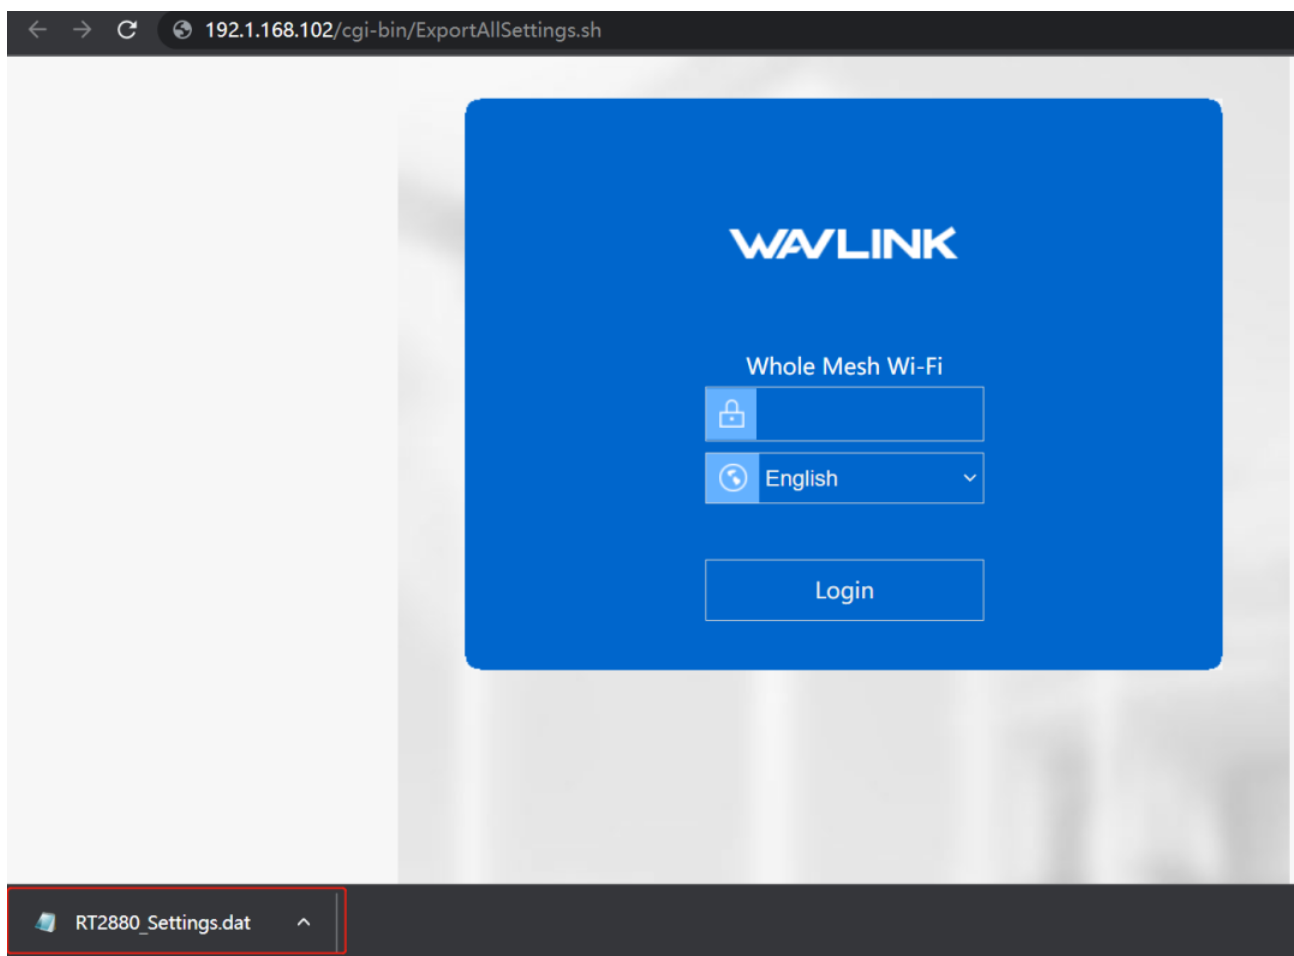 192.1.168.102/cgi-bin/ExportAllSettings.sh
WAVLINK
Whole Mesh Wi-Fi
English
Login
RT2880_Settings.dat